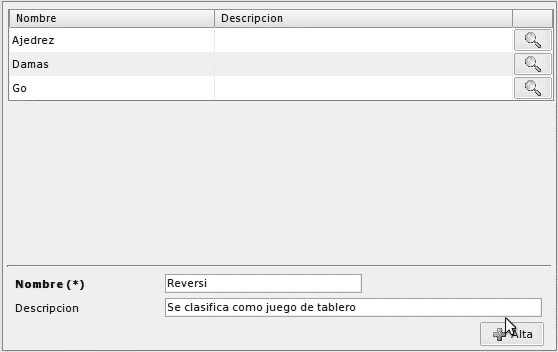 Nombre Descripcion
Ajedrez
Damas
Go
Nombre (*) Reversi
Descripcion Se clasifica como juego de tablero
Alta